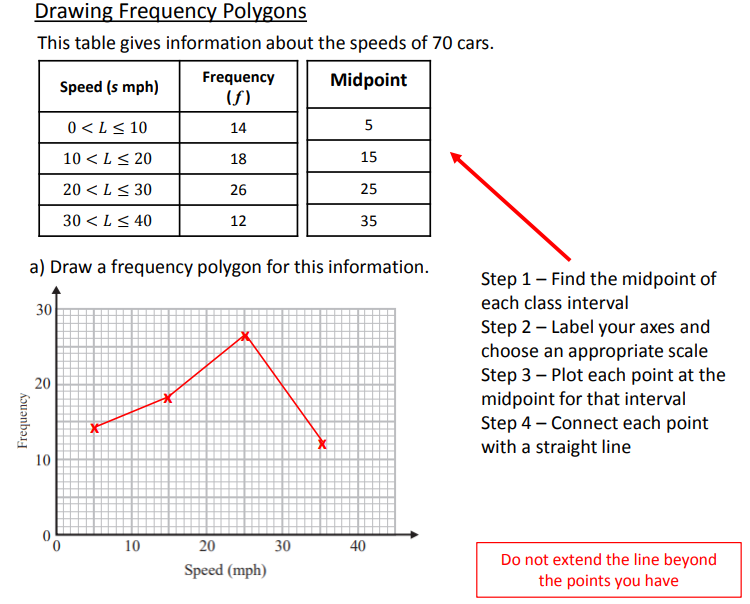 Drawing Frequency Polygons
This table gives information about the speeds of 70 cars.
Speed (s mph) Frequency (f) Midpoint
0 < L ≤ 10 14 5
10 < L ≤ 20 18 15
20 < L ≤ 30 26 25
30 < L ≤ 40 12 35
a) Draw a frequency polygon for this information.
30
20
10
0
Frequency
0 10 20 30 40
Speed (mph)
Step 1 – Find the midpoint of
each class interval
Step 2 – Label your axes and
choose an appropriate scale
Step 3 – Plot each point at the
midpoint for that interval
Step 4 – Connect each point
with a straight line
Do not extend the line beyond
the points you have